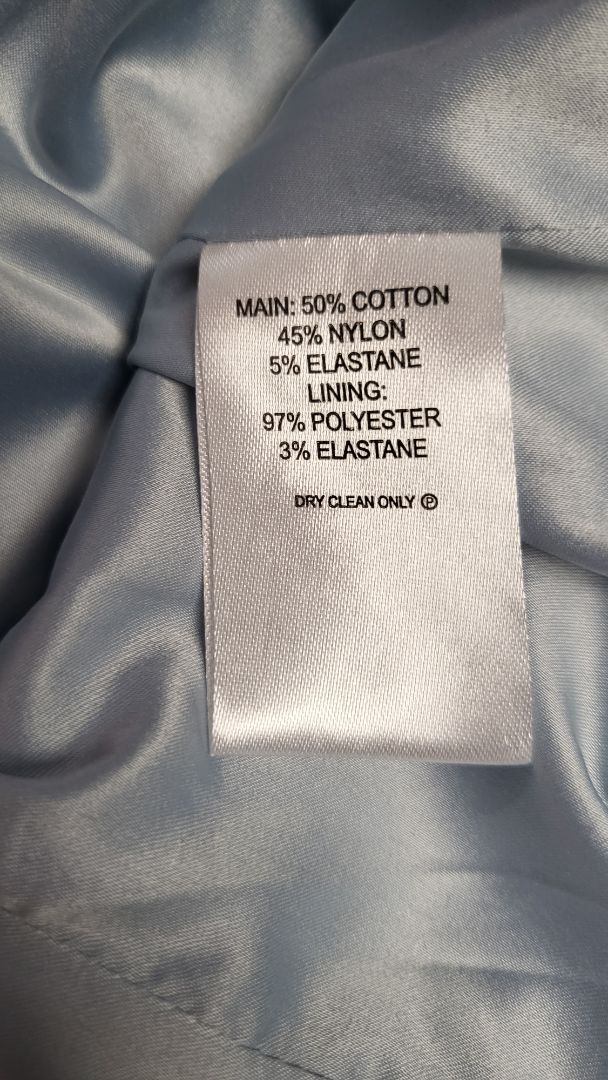 MAIN: 50% COTTON
45% NYLON
5% ELASTANE
LINING:
97% POLYESTER
3% ELASTANE
DRY CLEAN ONLY Ⓟ